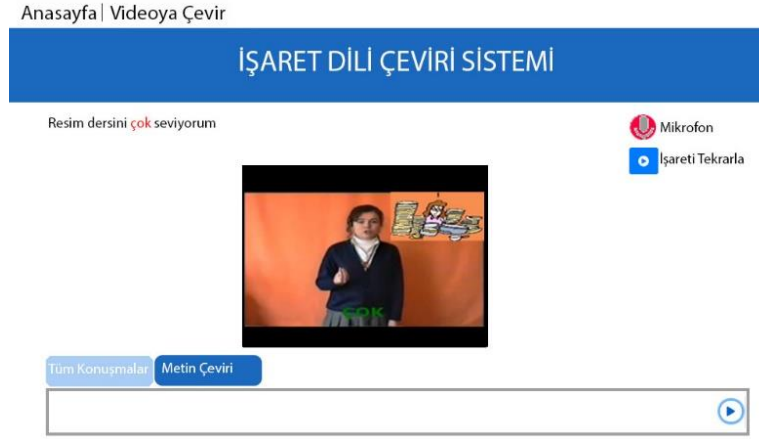 Anasayfa | Videoya Çevir
İŞARET DİLİ ÇEVİRİ SİSTEMİ
Resim dersini çok seviyorum
Mikrofon
İşareti Tekrarla
ÇOK
Tüm Konuşmalar
Metin Çeviri